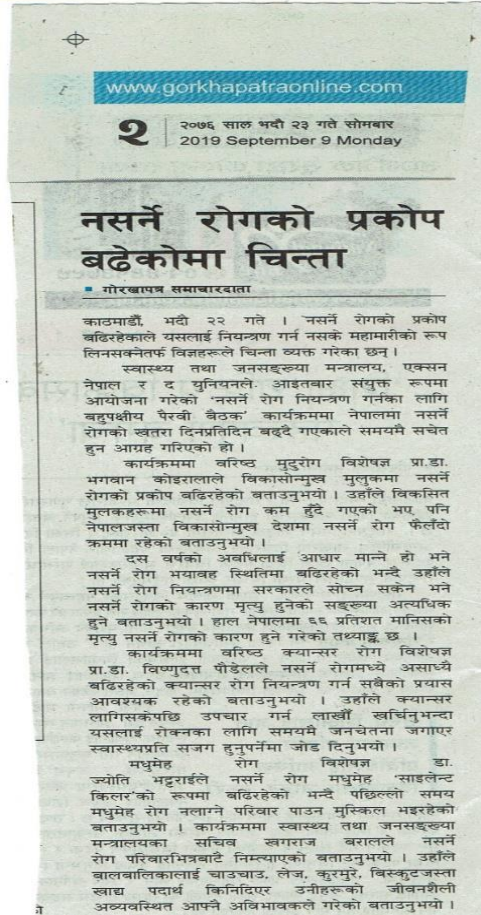 www.gorkhapatraonline.com
२
२०७६ साल भदौ २३ गते सोमबार
2019 September 9 Monday
नसर्ने रोगको प्रकोप
बढेकोमा चिन्ता
गोरखापत्र समाचारदाता
काठमाडौँ, भदौ २२ गते । नसर्ने रोगको प्रकोप
बढिरहेकाले यसलाई नियन्त्रण गर्न नसके महामारीको रूप
लिनसक्नेतर्फ विज्ञहरूले चिन्ता व्यक्त गरेका छन् ।
स्वास्थ्य तथा जनसङ्ख्या मन्त्रालय, एक्सन
नेपाल र द युनियनले आइतबार संयुक्त रूपमा
आयोजना गरेको 'नसर्ने रोग नियन्त्रण गर्नका लागि
बहुपक्षीय पैरवी बैठक' कार्यक्रममा नेपालमा नसर्ने
रोगको खतरा दिनप्रतिदिन बढ्दै गएकाले समयमै सचेत
हुन आग्रह गरिएको हो ।
कार्यक्रममा वरिष्ठ मुटुरोग विशेषज्ञ प्रा.डा.
भगवान कोइरालाले विकासोन्मुख मुलुकमा नसर्ने
रोगको प्रकोप बढिरहेको बताउनुभयो । उहाँले विकसित
मुलकहरूमा नसर्ने रोग कम हुँदै गएको भए पनि
नेपालजस्ता विकासोन्मुख देशमा नसर्ने रोग फैलँदो
क्रममा रहेको बताउनुभयो ।
दस वर्षको अवधिलाई आधार मान्ने हो भने
नसर्ने रोग भयावह स्थितिमा बढिरहेको भन्दै उहाँले
नसर्ने रोग नियन्त्रणमा सरकारले सोच्न सकेन भने
नसर्ने रोगको कारण मृत्यु हुनेको सङ्ख्या अत्यधिक
हुने बताउनुभयो । हाल नेपालमा ६६ प्रतिशत मानिसको
मृत्यु नसर्ने रोगको कारण हुने गरेको तथ्याङ्क छ ।
कार्यक्रममा वरिष्ठ क्यान्सर रोग विशेषज्ञ
प्रा.डा. विष्णुदत्त पौडेलले नसर्ने रोगमध्ये असाध्यै
बढिरहेको क्यान्सर रोग नियन्त्रण गर्न सबैको प्रयास
आवश्यक रहेको बताउनुभयो । उहाँले क्यान्सर
लागिसकेपछि उपचार गर्न लाखौँ खर्चिनुभन्दा
यसलाई रोक्नका लागि समयमै जनचेतना जगाएर
स्वास्थ्यप्रति सजग हुनुपर्नेमा जोड दिनुभयो ।
मधुमेह रोग विशेषज्ञ डा.
ज्योति भट्टराईले नसर्ने रोग मधुमेह 'साइलेन्ट
किलर'को रूपमा बढिरहेको भन्दै पछिल्लो समय
मधुमेह रोग नलाग्ने परिवार पाउन मुस्किल भइरहेको
बताउनुभयो । कार्यक्रममा स्वास्थ्य तथा जनसङ्ख्या
मन्त्रालयका सचिव खगराज बरालले नसर्ने
रोग परिवारभित्रबाटै निम्त्याएको बताउनुभयो । उहाँले
बालबालिकालाई चाउचाउ, लेज, कुरमुरे, बिस्कुटजस्ता
खाद्य पदार्थ किनिदिएर उनीहरूको जीवनशैली
अव्यवस्थित आफ्नै अविभावकले गरेको बताउनुभयो ।